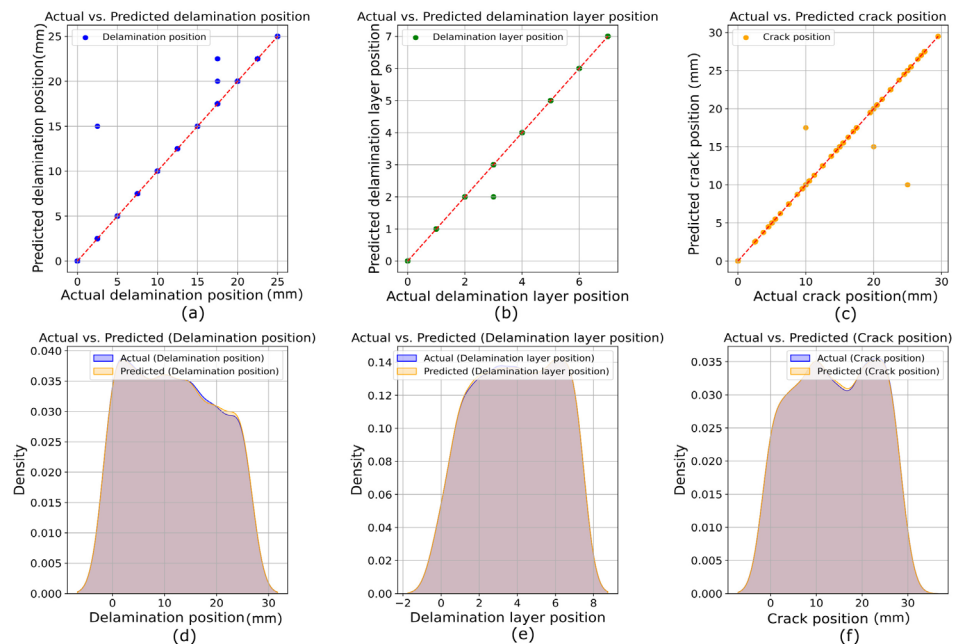 Actual vs. Predicted delamination position
Delamination position
Predicted delamination position(mm)
25
20
15
10
5
0
0 5 10 15 20 25
Actual delamination position (mm)
(a)
Actual vs. Predicted delamination layer position
Delamination layer position
Predicted delamination layer position
7
6
5
4
3
2
1
0
0 2 4 6
Actual delamination layer position
(b)
Actual vs. Predicted crack position
Crack position
Predicted crack position (mm)
30
25
20
15
10
5
0
0 10 20 30
Actual crack position(mm)
(c)
Actual vs. Predicted (Delamination position)
Actual (Delamination position)
Predicted (Delamination position)
Density
0.040
0.035
0.030
0.025
0.020
0.015
0.010
0.005
0.000
0 10 20 30
Delamination position (mm)
(d)
Actual vs. Predicted (Delamination layer position)
Actual (Delamination layer position)
Predicted (Delamination layer position)
Density
0.14
0.12
0.10
0.08
0.06
0.04
0.02
0.00
−2 0 2 4 6 8
Delamination layer position
(e)
Actual vs. Predicted (Crack position)
Actual (Crack position)
Predicted (Crack position)
Density
0.035
0.030
0.025
0.020
0.015
0.010
0.005
0.000
0 10 20 30
Crack position (mm)
(f)